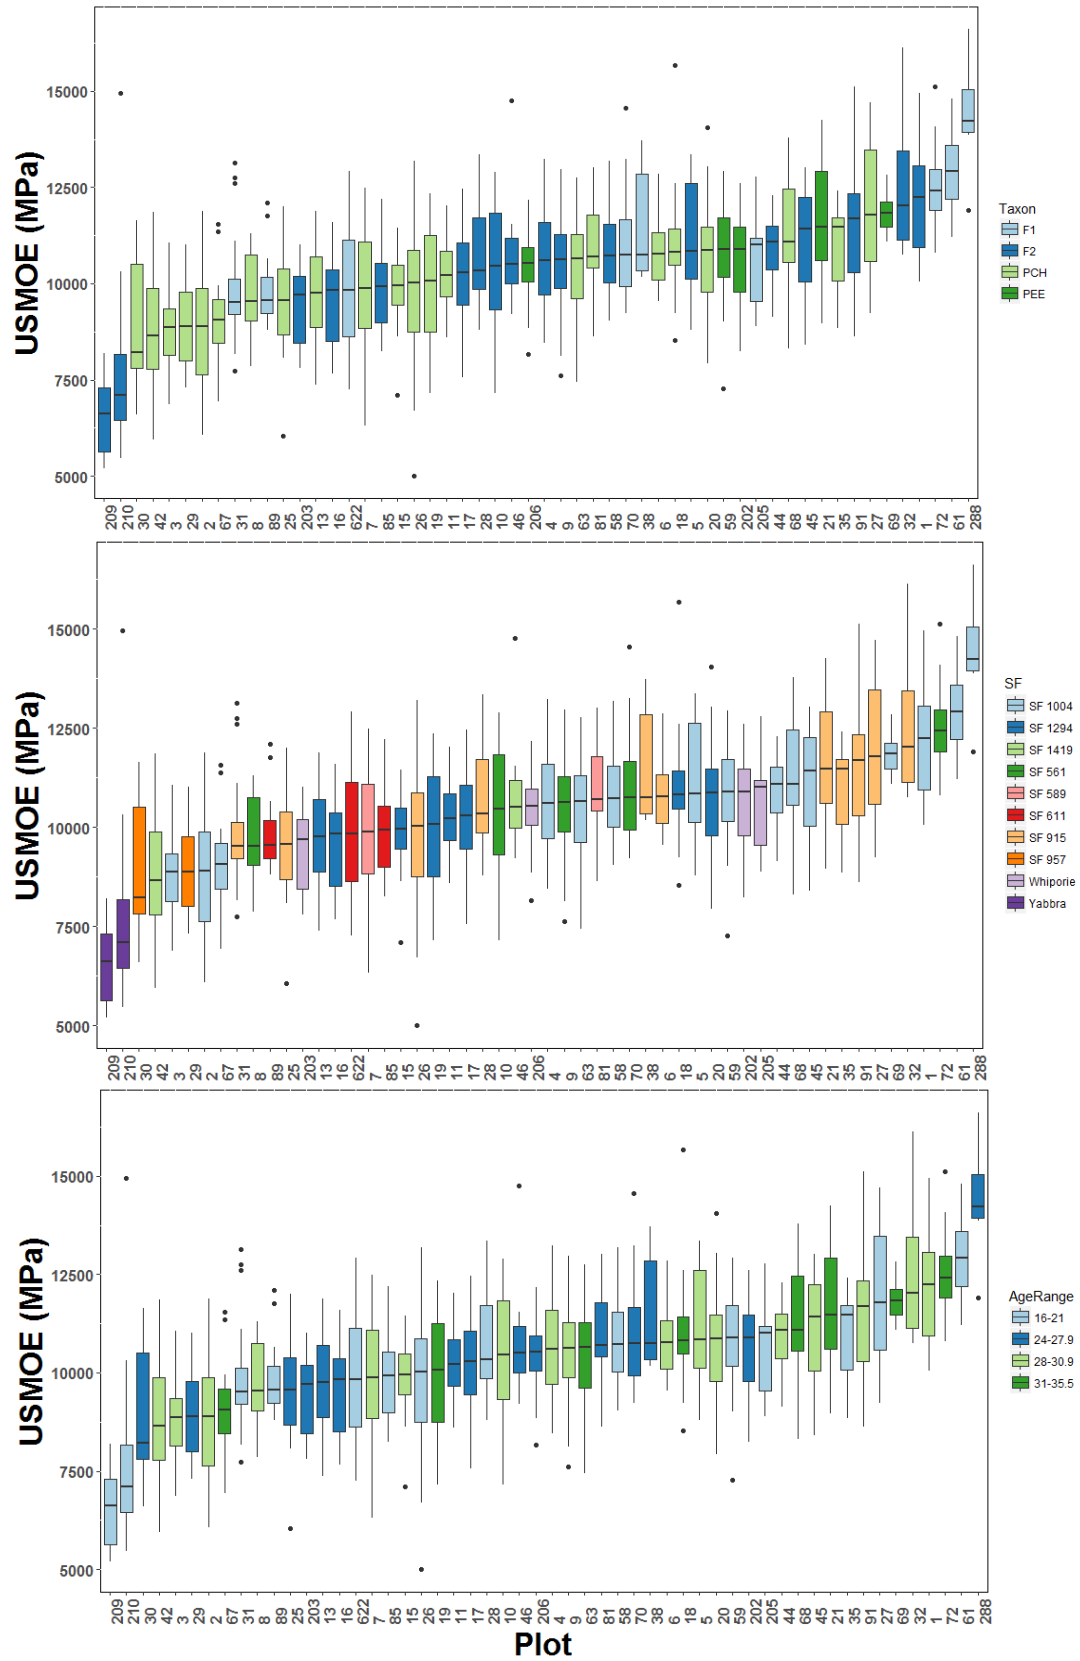 USMOE (MPa)
15000
12500
10000
7500
5000
209 210 30 42 3 29 2 67 31 8 89 25 203 13 16 622 7 85 15 26 19 11 17 28 10 46 206 4 9 63 81 58 70 38 6 18 5 20 59 202 205 44 68 45 21 35 91 27 69 32 1 72 61 288
Taxon
F1
F2
PCH
PEE
USMOE (MPa)
15000
12500
10000
7500
5000
209 210 30 42 3 29 2 67 31 8 89 25 203 13 16 622 7 85 15 26 19 11 17 28 10 46 206 4 9 63 81 58 70 38 6 18 5 20 59 202 205 44 68 45 21 35 91 27 69 32 1 72 61 288
SF
SF 1004
SF 1294
SF 1419
SF 561
SF 589
SF 611
SF 915
SF 957
Whiporie
Yabbra
USMOE (MPa)
15000
12500
10000
7500
5000
209 210 30 42 3 29 2 67 31 8 89 25 203 13 16 622 7 85 15 26 19 11 17 28 10 46 206 4 9 63 81 58 70 38 6 18 5 20 59 202 205 44 68 45 21 35 91 27 69 32 1 72 61 288
Plot
AgeRange
16-21
24-27.9
28-30.9
31-35.5